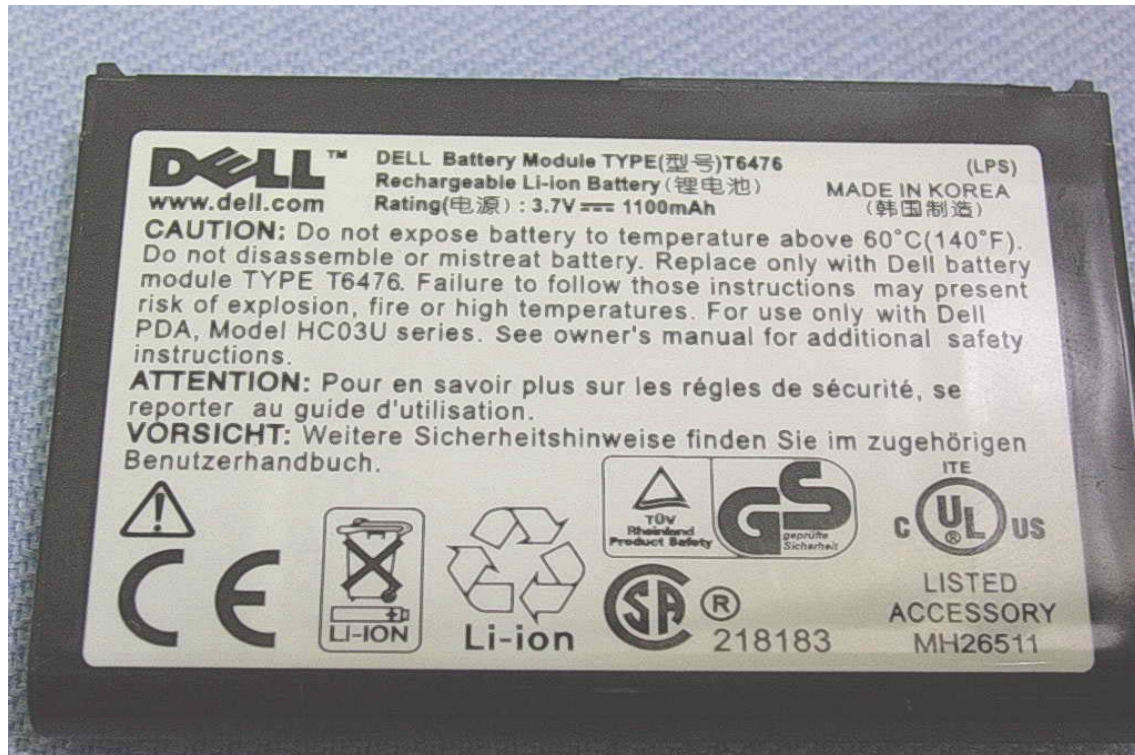 DELL™ DELL Battery Module TYPE(型号)T6476 (LPS)
Rechargeable Li-ion Battery(锂电池) MADE IN KOREA
www.dell.com Rating(电源) : 3.7V⎓ 1100mAh (韩国制造)
CAUTION: Do not expose battery to temperature above 60°C(140°F).
Do not disassemble or mistreat battery. Replace only with Dell battery
module TYPE T6476. Failure to follow those instructions may present
risk of explosion, fire or high temperatures. For use only with Dell
PDA, Model HC03U series. See owner's manual for additional safety
instructions.
ATTENTION: Pour en savoir plus sur les régles de sécurité, se
reporter au guide d'utilisation.
VORSICHT: Weitere Sicherheitshinweise finden Sie im zugehörigen
Benutzerhandbuch.
TÜV
Rheinland
Product Safety
GS
geprüfte
Sicherheit
ITE
C UL® US
CE
LI-ION
Li-ion
SA ®
218183
LISTED
ACCESSORY
MH26511